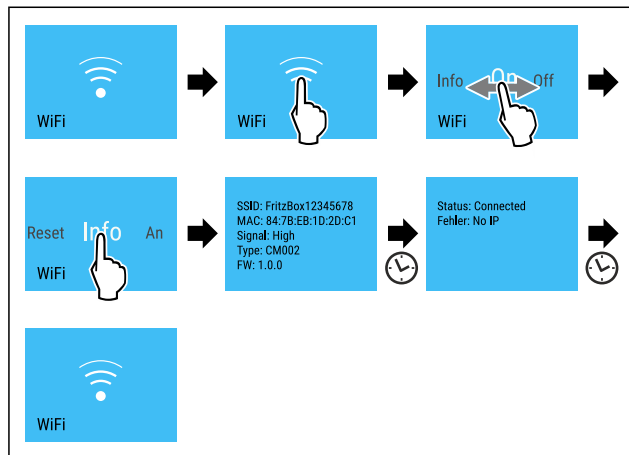 WiFi
WiFi
Info On Off
WiFi
Reset Info An
WiFi
SSID: FritzBox12345678
MAC: 84:7B:EB:1D:2D:C1
Signal: High
Type: CM002
FW: 1.0.0
Status: Connected
Fehler: No IP
WiFi